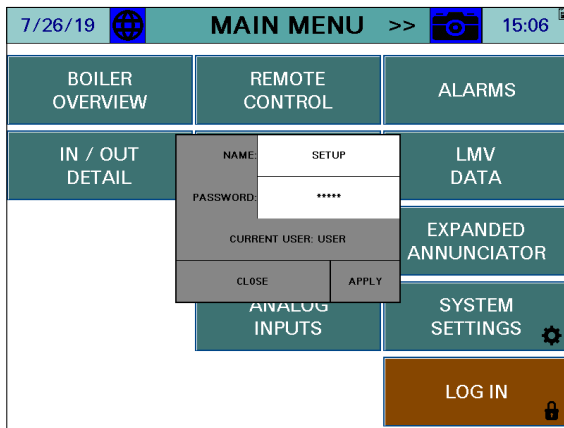 7/26/19
MAIN MENU >>
15:06
BOILER
OVERVIEW
REMOTE
CONTROL
ALARMS
IN / OUT
DETAIL
LMV
DATA
NAME: SETUP
PASSWORD: *****
CURRENT USER: USER
CLOSE
APPLY
EXPANDED
ANNUNCIATOR
ANALOG
INPUTS
SYSTEM
SETTINGS
LOG IN